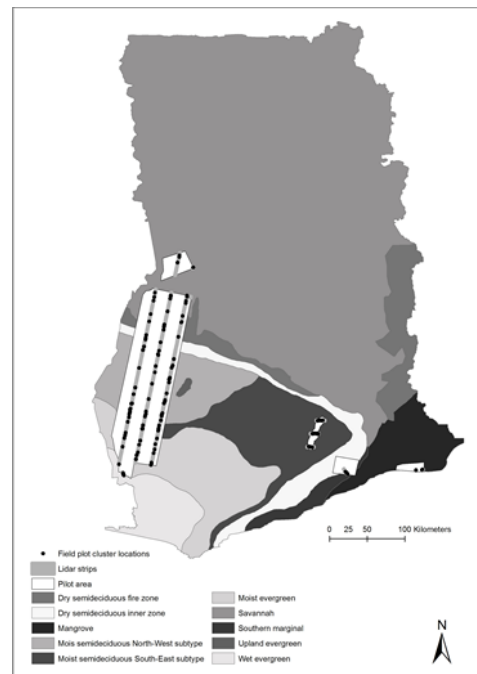 0 25 50 100 Kilometers
Field plot cluster locations
Lidar strips
Pilot area
Dry semideciduous fire zone
Dry semideciduous inner zone
Mangrove
Mois semideciduous North-West subtype
Moist semideciduous South-East subtype
Moist evergreen
Savannah
Southern marginal
Upland evergreen
Wet evergreen
N